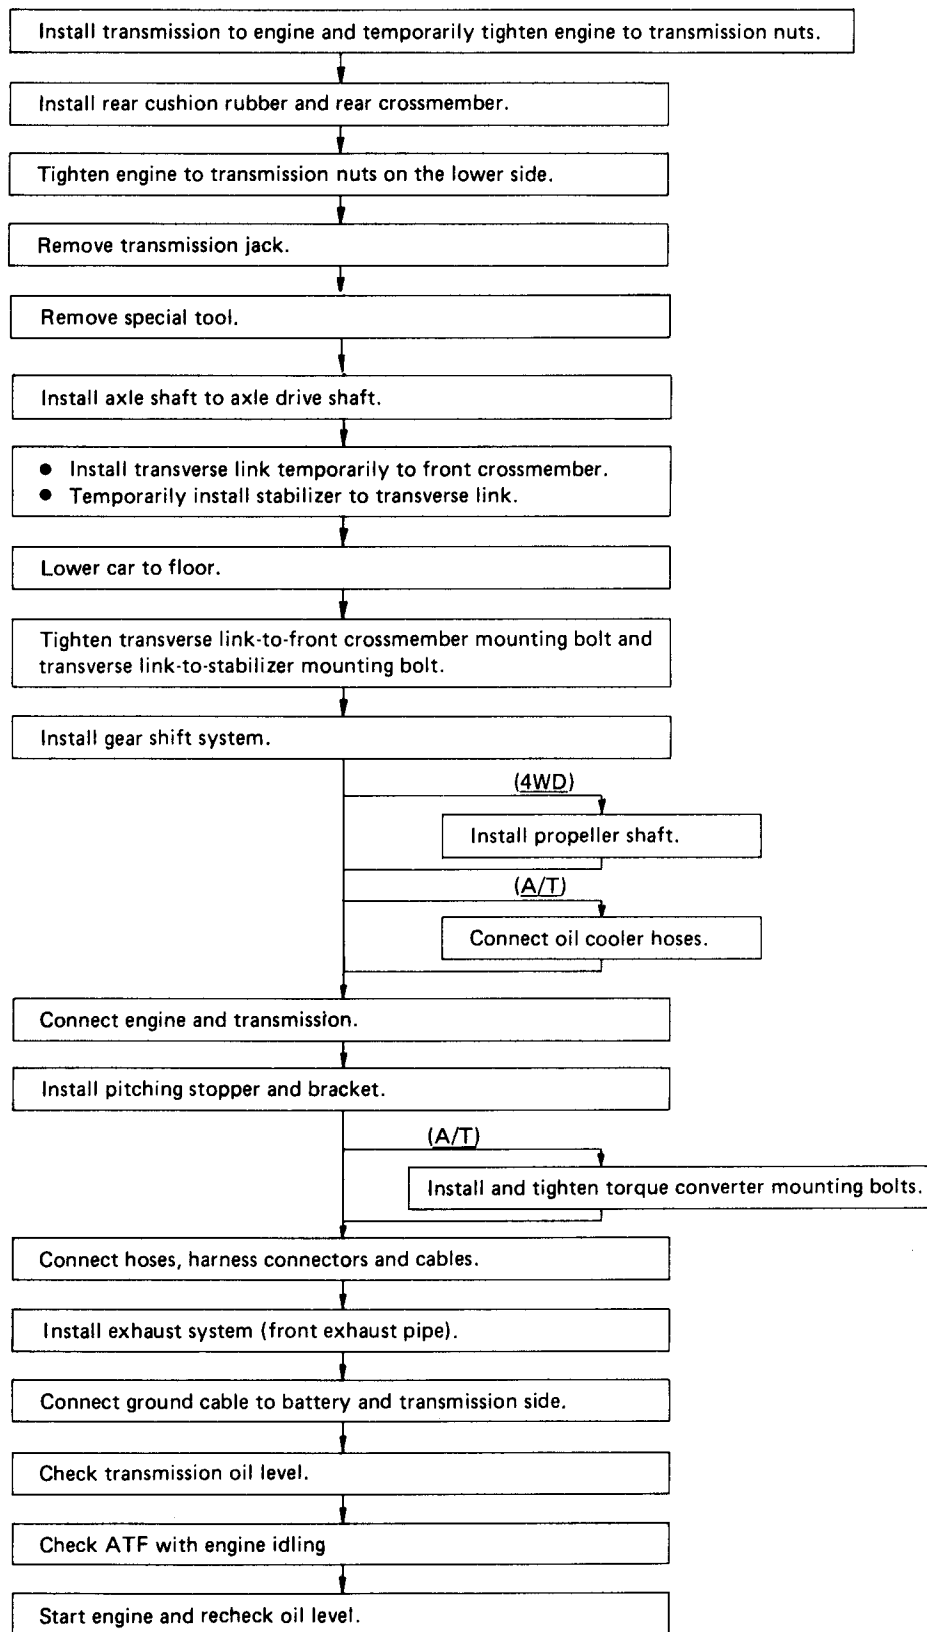 Install transmission to engine and temporarily tighten engine to transmission nuts.
Install rear cushion rubber and rear crossmember.
Tighten engine to transmission nuts on the lower side.
Remove transmission jack.
Remove special tool.
Install axle shaft to axle drive shaft.
● Install transverse link temporarily to front crossmember.
● Temporarily install stabilizer to transverse link.
Lower car to floor.
Tighten transverse link-to-front crossmember mounting bolt and
transverse link-to-stabilizer mounting bolt.
Install gear shift system.
(4WD)
Install propeller shaft.
(A/T)
Connect oil cooler hoses.
Connect engine and transmission.
Install pitching stopper and bracket.
(A/T)
Install and tighten torque converter mounting bolts.
Connect hoses, harness connectors and cables.
Install exhaust system (front exhaust pipe).
Connect ground cable to battery and transmission side.
Check transmission oil level.
Check ATF with engine idling
Start engine and recheck oil level.